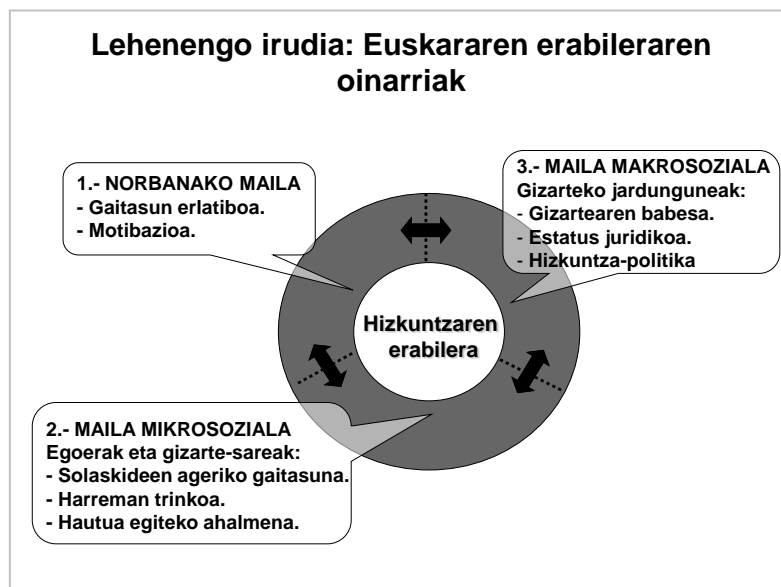 Lehenengo irudia: Euskararen erabileraren
oinarriak
1.- NORBANAKO MAILA
- Gaitasun erlatiboa.
- Motibazioa.
3.- MAILA MAKROSOZIALA
Gizarteko jardunguneak:
- Gizartearen babesa.
- Estatus juridikoa.
- Hizkuntza-politika
Hizkuntzaren
erabilera
2.- MAILA MIKROSOZIALA
Egoerak eta gizarte-sareak:
- Solaskideen ageriko gaitasuna.
- Harreman trinkoa.
- Hautua egiteko ahalmena.